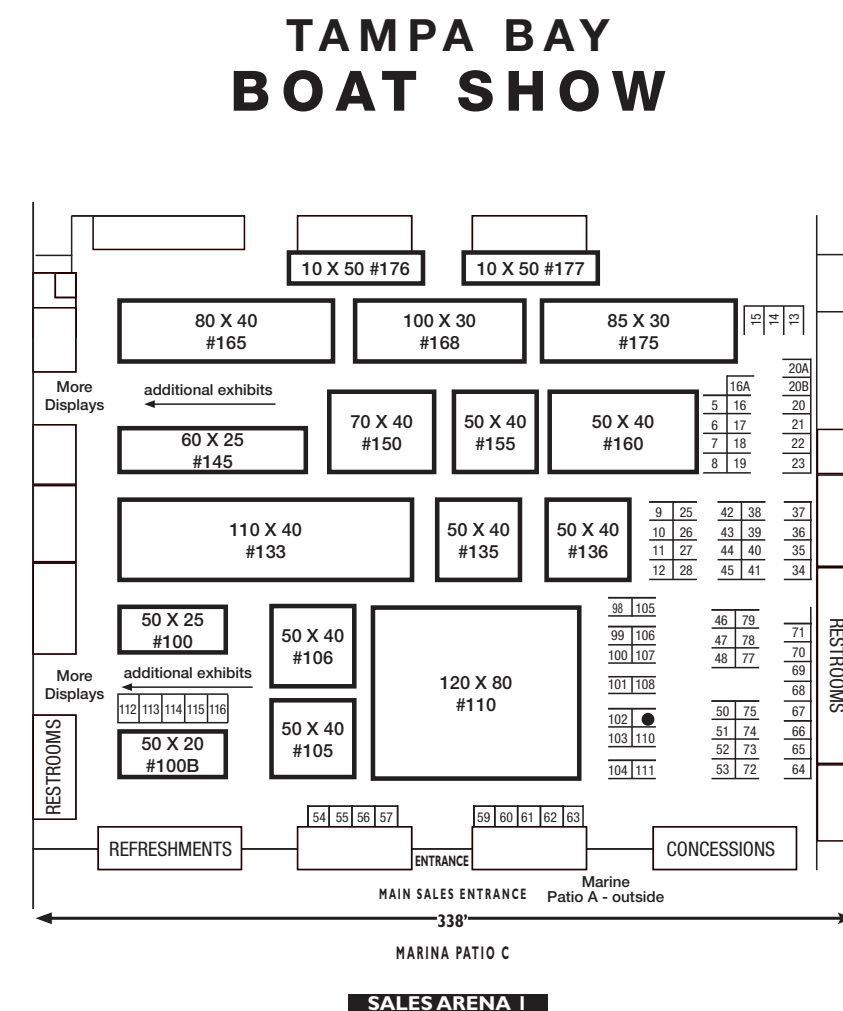 TAMPA BAY
BOAT SHOW
10 X 50 #176
10 X 50 #177
80 X 40
#165
100 X 30
#168
85 X 30
#175
15
14
13
More
Displays
additional exhibits
60 X 25
#145
70 X 40
#150
50 X 40
#155
50 X 40
#160
16A
5 16
6 17
7 18
8 19
20A
20B
20
21
22
23
110 X 40
#133
50 X 40
#135
50 X 40
#136
9 25
10 26
11 27
12 28
42 38
43 39
44 40
45 41
37
36
35
34
50 X 25
#100
50 X 40
#106
120 X 80
#110
More
Displays
additional exhibits
112 113 114 115 116
50 X 20
#100B
50 X 40
#105
98 105
99 106
100 107
101 108
102
103 110
104 111
46 79
47 78
48 77
50 75
51 74
52 73
53 72
71
70
69
68
67
66
65
64
RESTROOMS
RESTROOMS
54 55 56 57
59 60 61 62 63
REFRESHMENTS
ENTRANCE
CONCESSIONS
MAIN SALES ENTRANCE
Marine
Patio A - outside
338'
MARINA PATIO C
SALES ARENA I